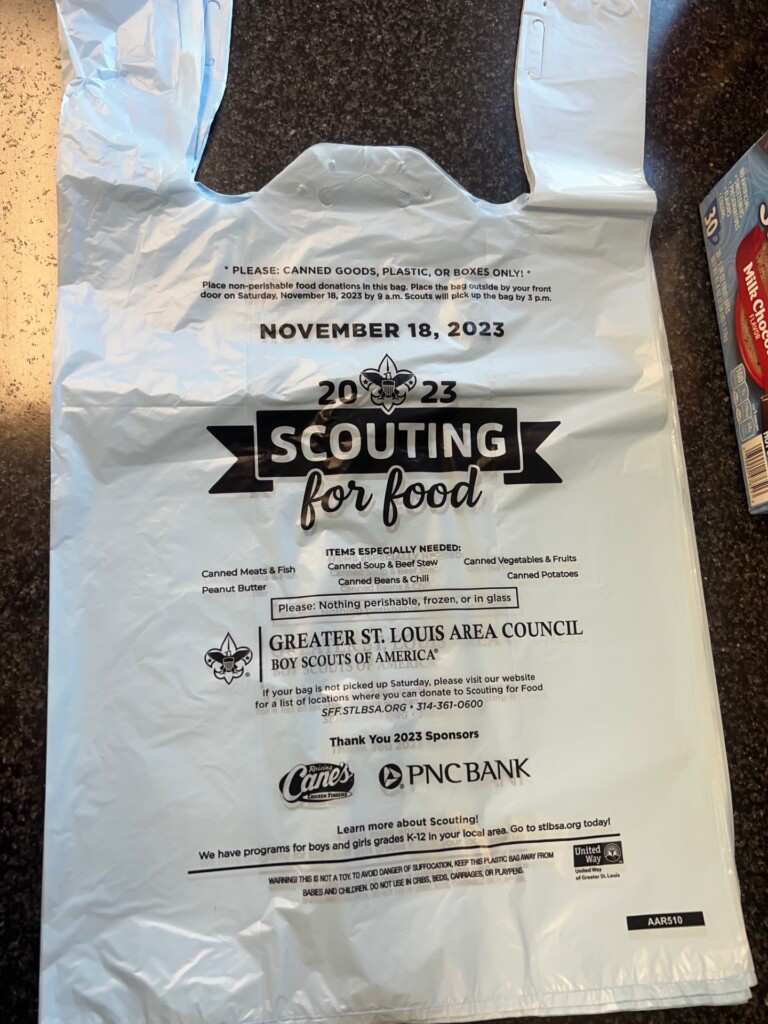 * PLEASE: CANNED GOODS, PLASTIC, OR BOXES ONLY! *
Place non-perishable food donations in this bag. Place the bag outside by your front
door on Saturday, November 18, 2023 by 9 a.m. Scouts will pick up the bag by 3 p.m.
NOVEMBER 18, 2023
20 23
SCOUTING
for food
ITEMS ESPECIALLY NEEDED:
Canned Meats & Fish Canned Soup & Beef Stew Canned Vegetables & Fruits
Peanut Butter Canned Beans & Chili Canned Potatoes
Please: Nothing perishable, frozen, or in glass
GREATER ST. LOUIS AREA COUNCIL
BOY SCOUTS OF AMERICA®
If your bag is not picked up Saturday, please visit our website
for a list of locations where you can donate to Scouting for Food
SFF.STLBSA.ORG • 314-361-0600
Thank You 2023 Sponsors
Raising
Cane's
CHICKEN FINGERS
PNC BANK
Learn more about Scouting!
We have programs for boys and girls grades K-12 in your local area. Go to stlbsa.org today!
WARNING! THIS IS NOT A TOY. TO AVOID DANGER OF SUFFOCATION, KEEP THIS PLASTIC BAG AWAY FROM
BABIES AND CHILDREN. DO NOT USE IN CRIBS, BEDS, CARRIAGES, OR PLAYPENS.
United
Way
United Way
of Greater St. Louis
AAR510
30
Milk
FLAVOR